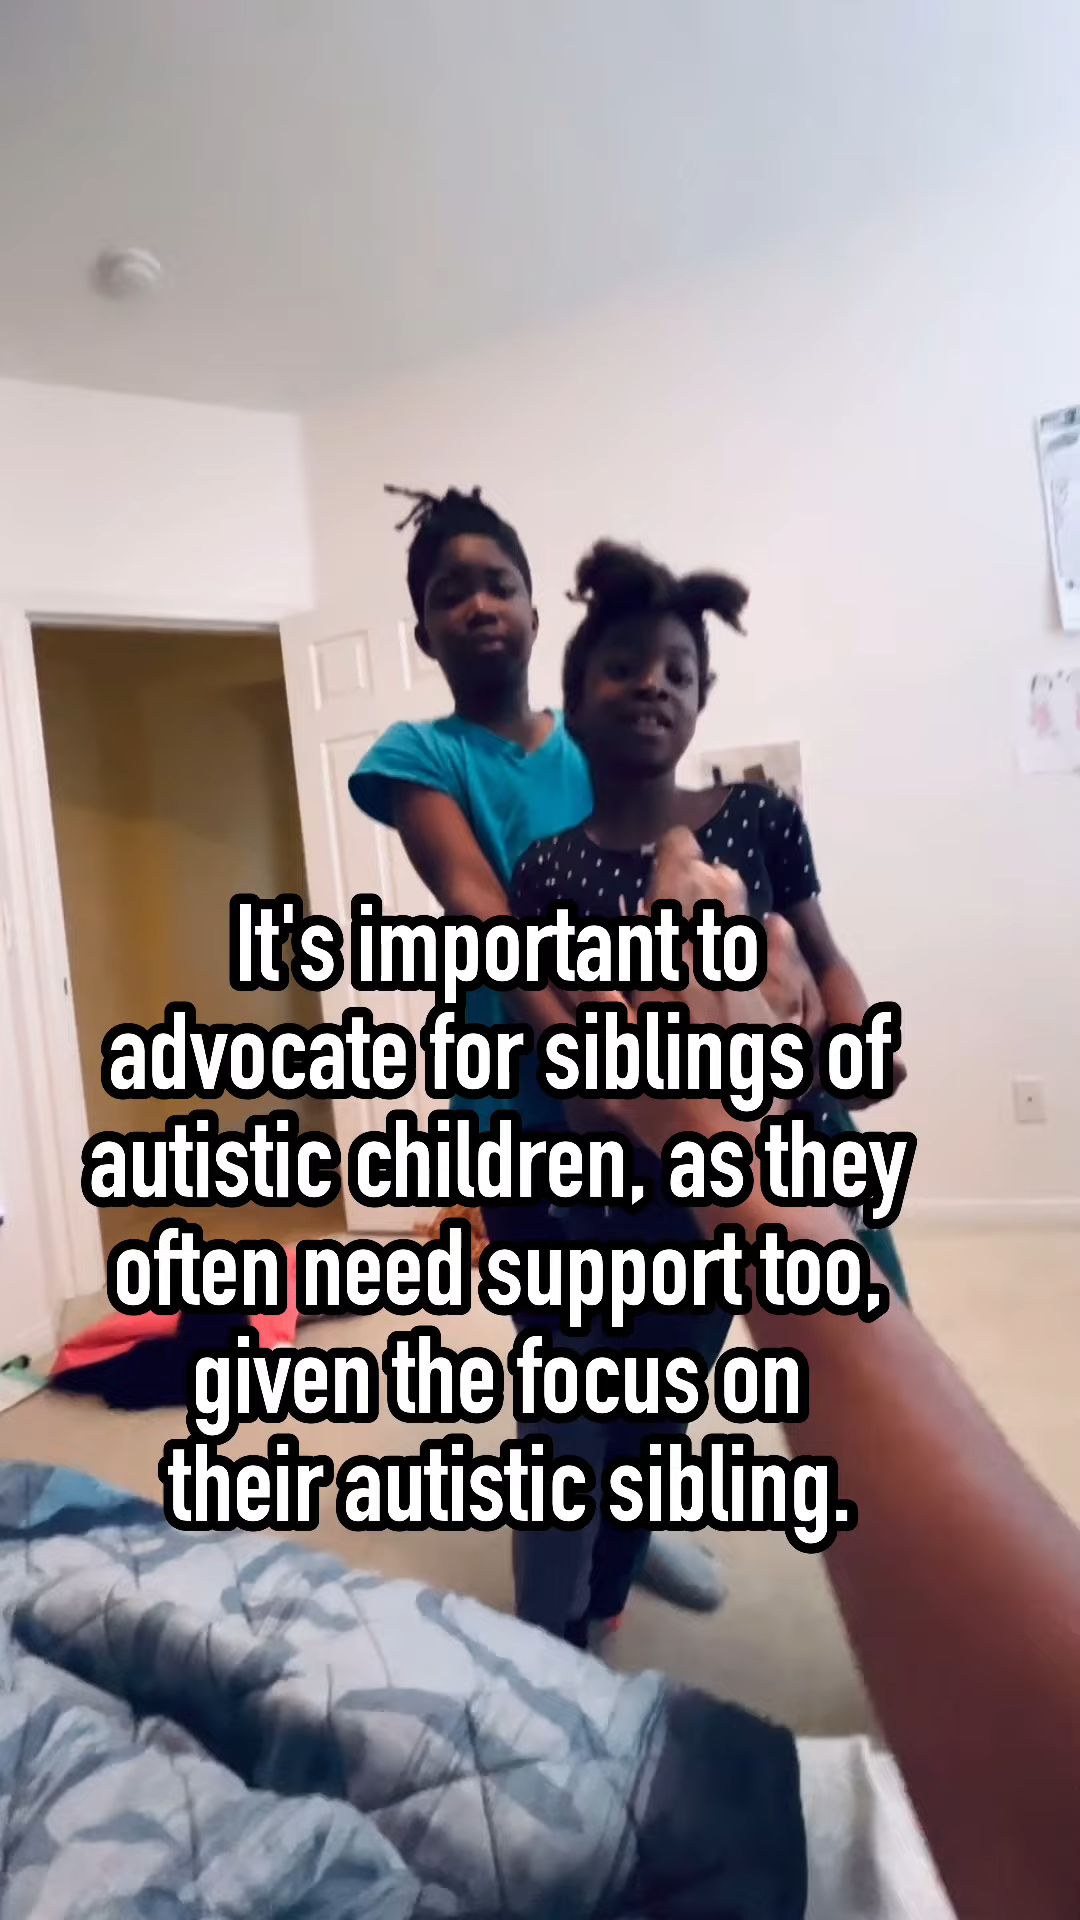 It's important to
advocate for siblings of
autistic children, as they
often need support too,
given the focus on
their autistic sibling.